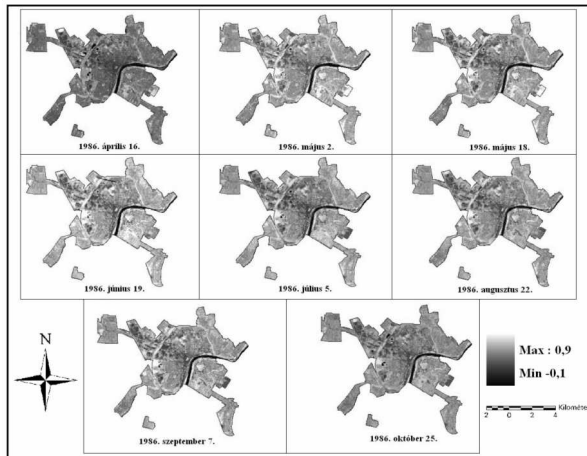 1986. április 16.
1986. május 2.
1986. május 18.
1986. június 19.
1986. július 5.
1986. augusztus 22.
1986. szeptember 7.
1986. október 25.
N
Max : 0,9
Min -0,1
Kilométe
2 0 2 4